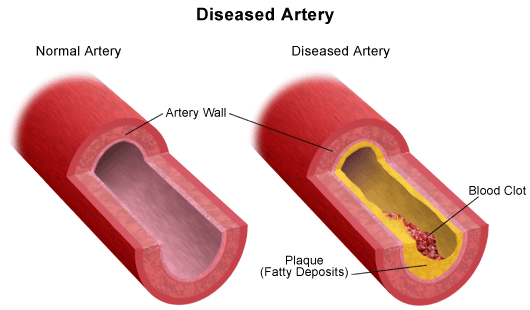 Diseased Artery
Normal Artery
Diseased Artery
Artery Wall
Blood Clot
Plaque
(Fatty Deposits)